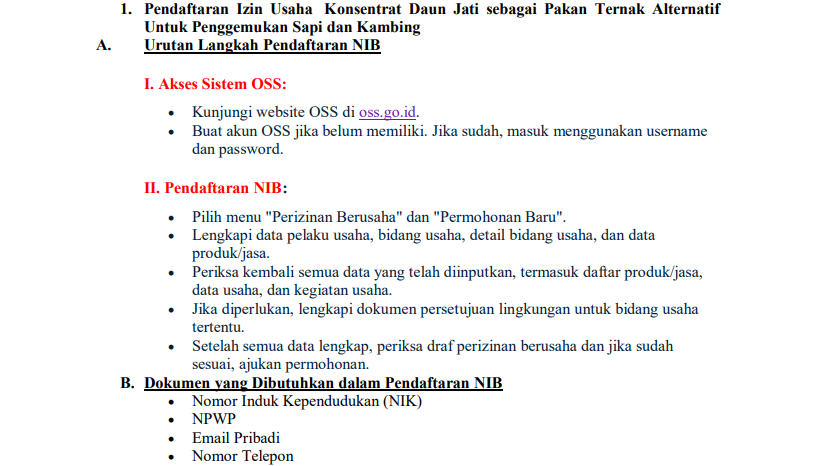 1. Pendaftaran Izin Usaha Konsentrat Daun Jati sebagai Pakan Ternak Alternatif
Untuk Penggemukan Sapi dan Kambing
A. Urutan Langkah Pendaftaran NIB
I. Akses Sistem OSS:
• Kunjungi website OSS di oss.go.id.
• Buat akun OSS jika belum memiliki. Jika sudah, masuk menggunakan username
dan password.
II. Pendaftaran NIB:
• Pilih menu "Perizinan Berusaha" dan "Permohonan Baru".
• Lengkapi data pelaku usaha, bidang usaha, detail bidang usaha, dan data
produk/jasa.
• Periksa kembali semua data yang telah diinputkan, termasuk daftar produk/jasa,
data usaha, dan kegiatan usaha.
• Jika diperlukan, lengkapi dokumen persetujuan lingkungan untuk bidang usaha
tertentu.
• Setelah semua data lengkap, periksa draf perizinan berusaha dan jika sudah
sesuai, ajukan permohonan.
B. Dokumen yang Dibutuhkan dalam Pendaftaran NIB
• Nomor Induk Kependudukan (NIK)
• NPWP
• Email Pribadi
• Nomor Telepon